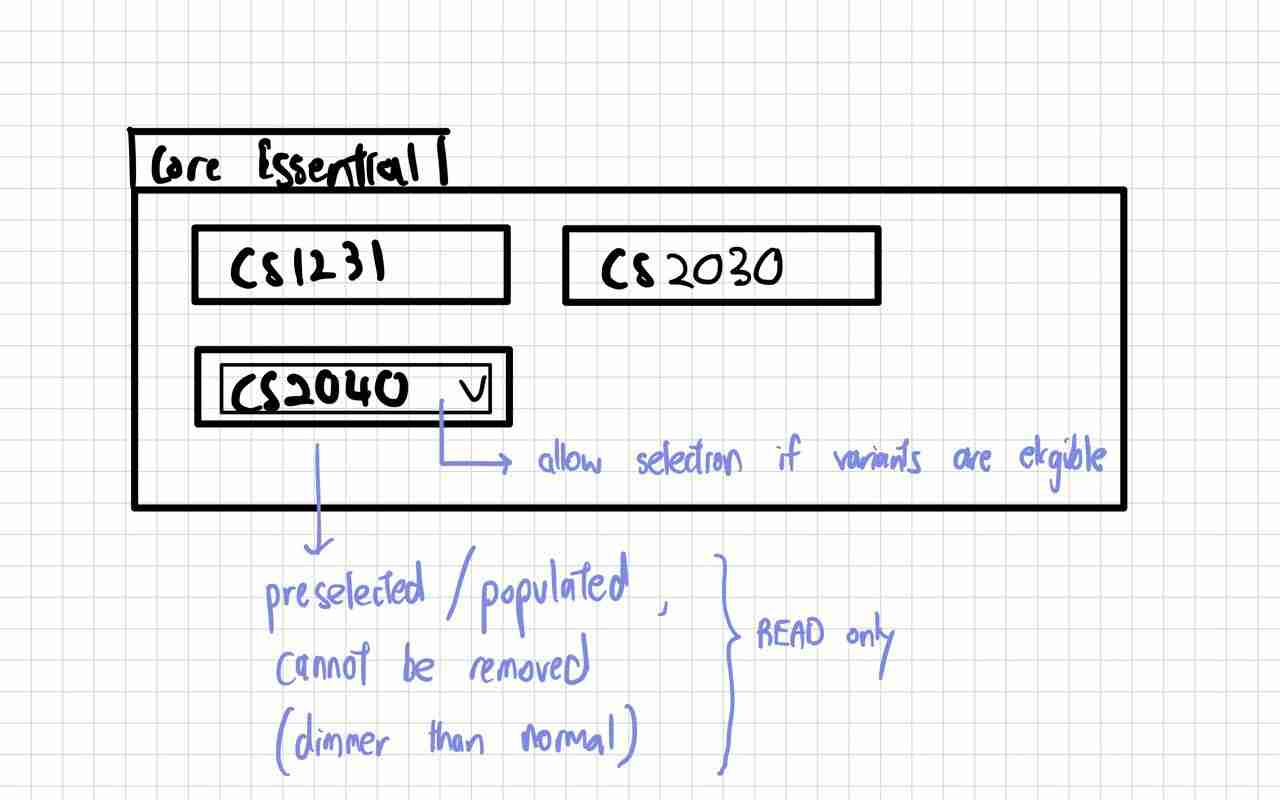 Core Essential
CS1231
CS2030
CS2040
allow selection if variants are eligible
preselected / populated,
cannot be removed
(dimmer than normal)
READ only